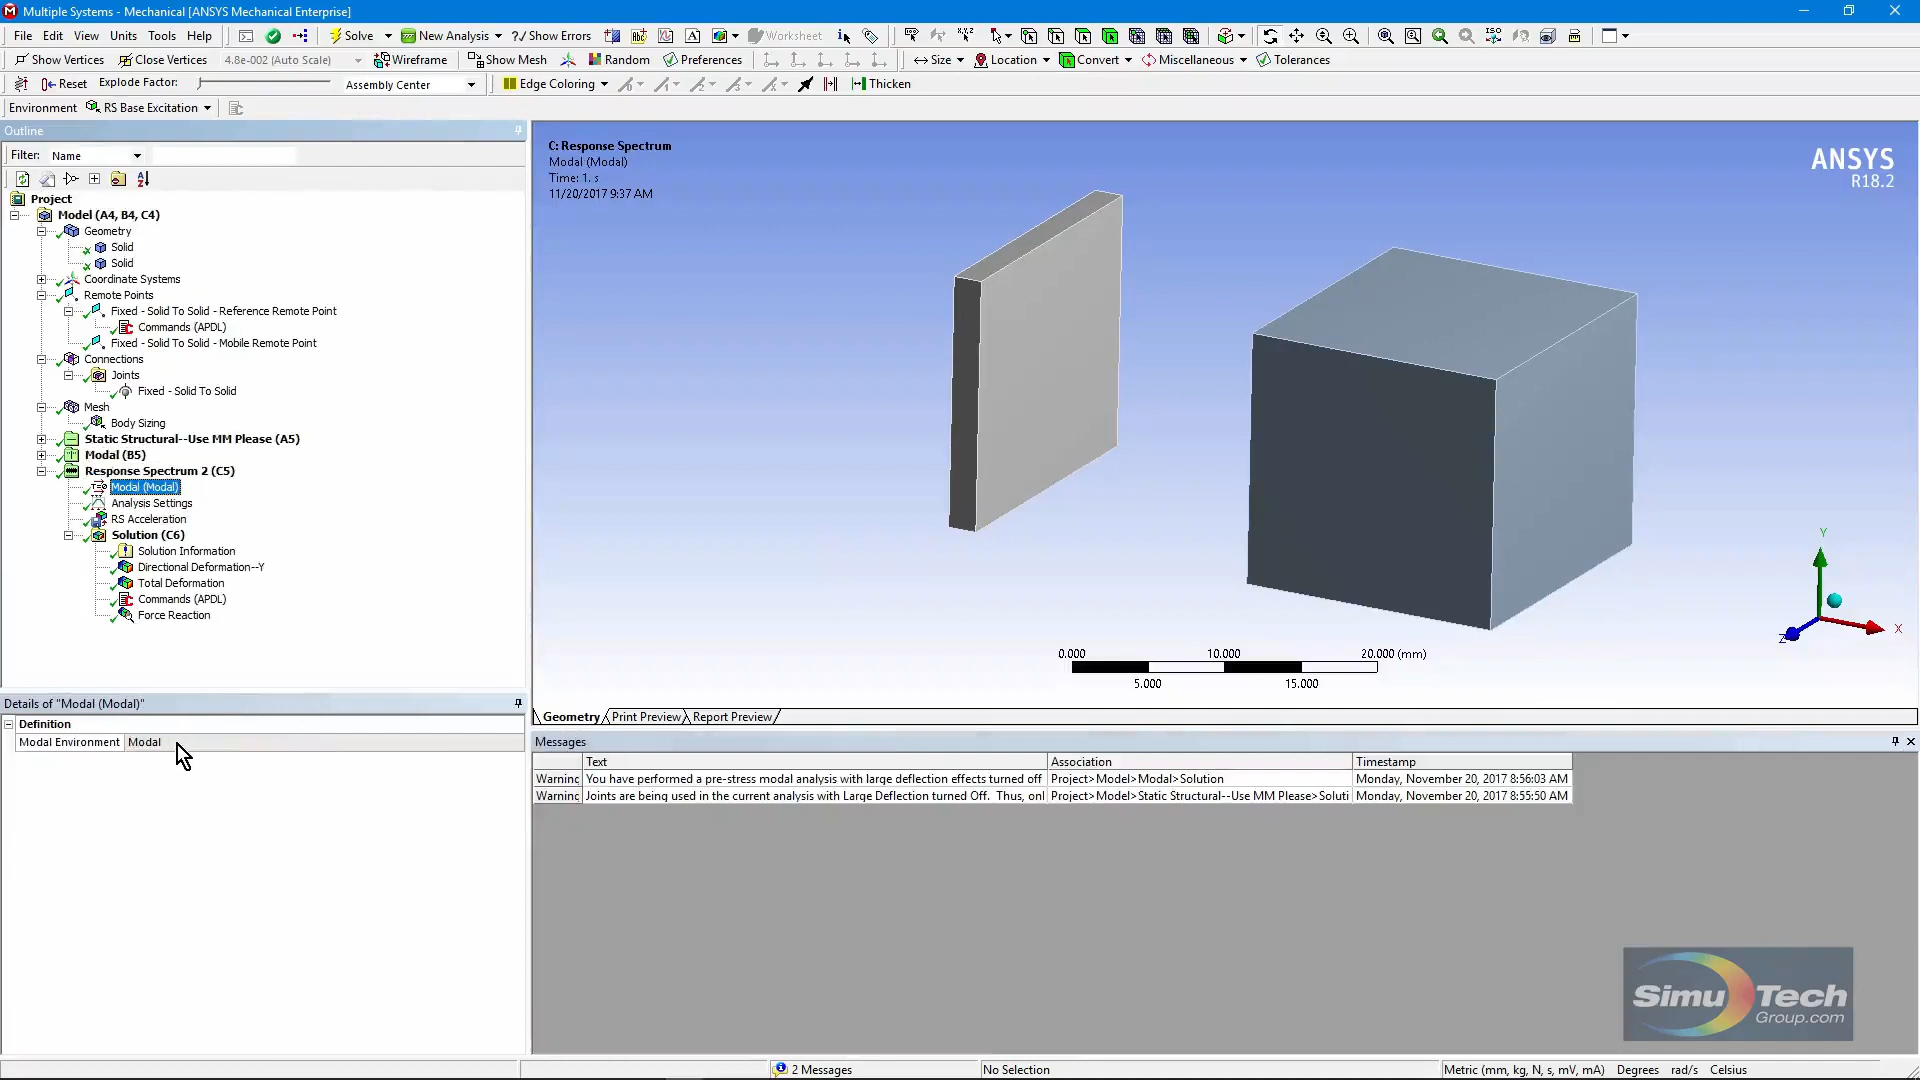 Multiple Systems - Mechanical [ANSYS Mechanical Enterprise]
File Edit View Units Tools Help Solve New Analysis ?/ Show Errors Worksheet
Show Vertices Close Vertices 4.8e-002 (Auto Scale) Wireframe Show Mesh Random Preferences Size Location Convert Miscellaneous Tolerances
Reset Explode Factor: Assembly Center Edge Coloring Thicken
Environment RS Base Excitation
Outline
Filter: Name
Project
Model (A4, B4, C4)
Geometry
Solid
Solid
Coordinate Systems
Remote Points
Fixed - Solid To Solid - Reference Remote Point
Commands (APDL)
Fixed - Solid To Solid - Mobile Remote Point
Connections
Joints
Fixed - Solid To Solid
Mesh
Body Sizing
Static Structural--Use MM Please (A5)
Modal (B5)
Response Spectrum 2 (C5)
Modal (Modal)
Analysis Settings
RS Acceleration
Solution (C6)
Solution Information
Directional Deformation--Y
Total Deformation
Commands (APDL)
Force Reaction
Details of "Modal (Modal)"
Definition
Modal Environment Modal
C: Response Spectrum
Modal (Modal)
Time: 1. s
11/20/2017 9:37 AM
ANSYS
R18.2
Y
X
Z
0.000 10.000 20.000 (mm)
5.000 15.000
Geometry Print Preview Report Preview
Messages
Text Association Timestamp
Warning You have performed a pre-stress modal analysis with large deflection effects turned off Project>Model>Modal>Solution Monday, November 20, 2017 8:56:03 AM
Warning Joints are being used in the current analysis with Large Deflection turned Off. Thus, onl Project>Model>Static Structural--Use MM Please>Soluti Monday, November 20, 2017 8:55:50 AM
SimuTech
Group.com
2 Messages No Selection Metric (mm, kg, N, s, mV, mA) Degrees rad/s Celsius